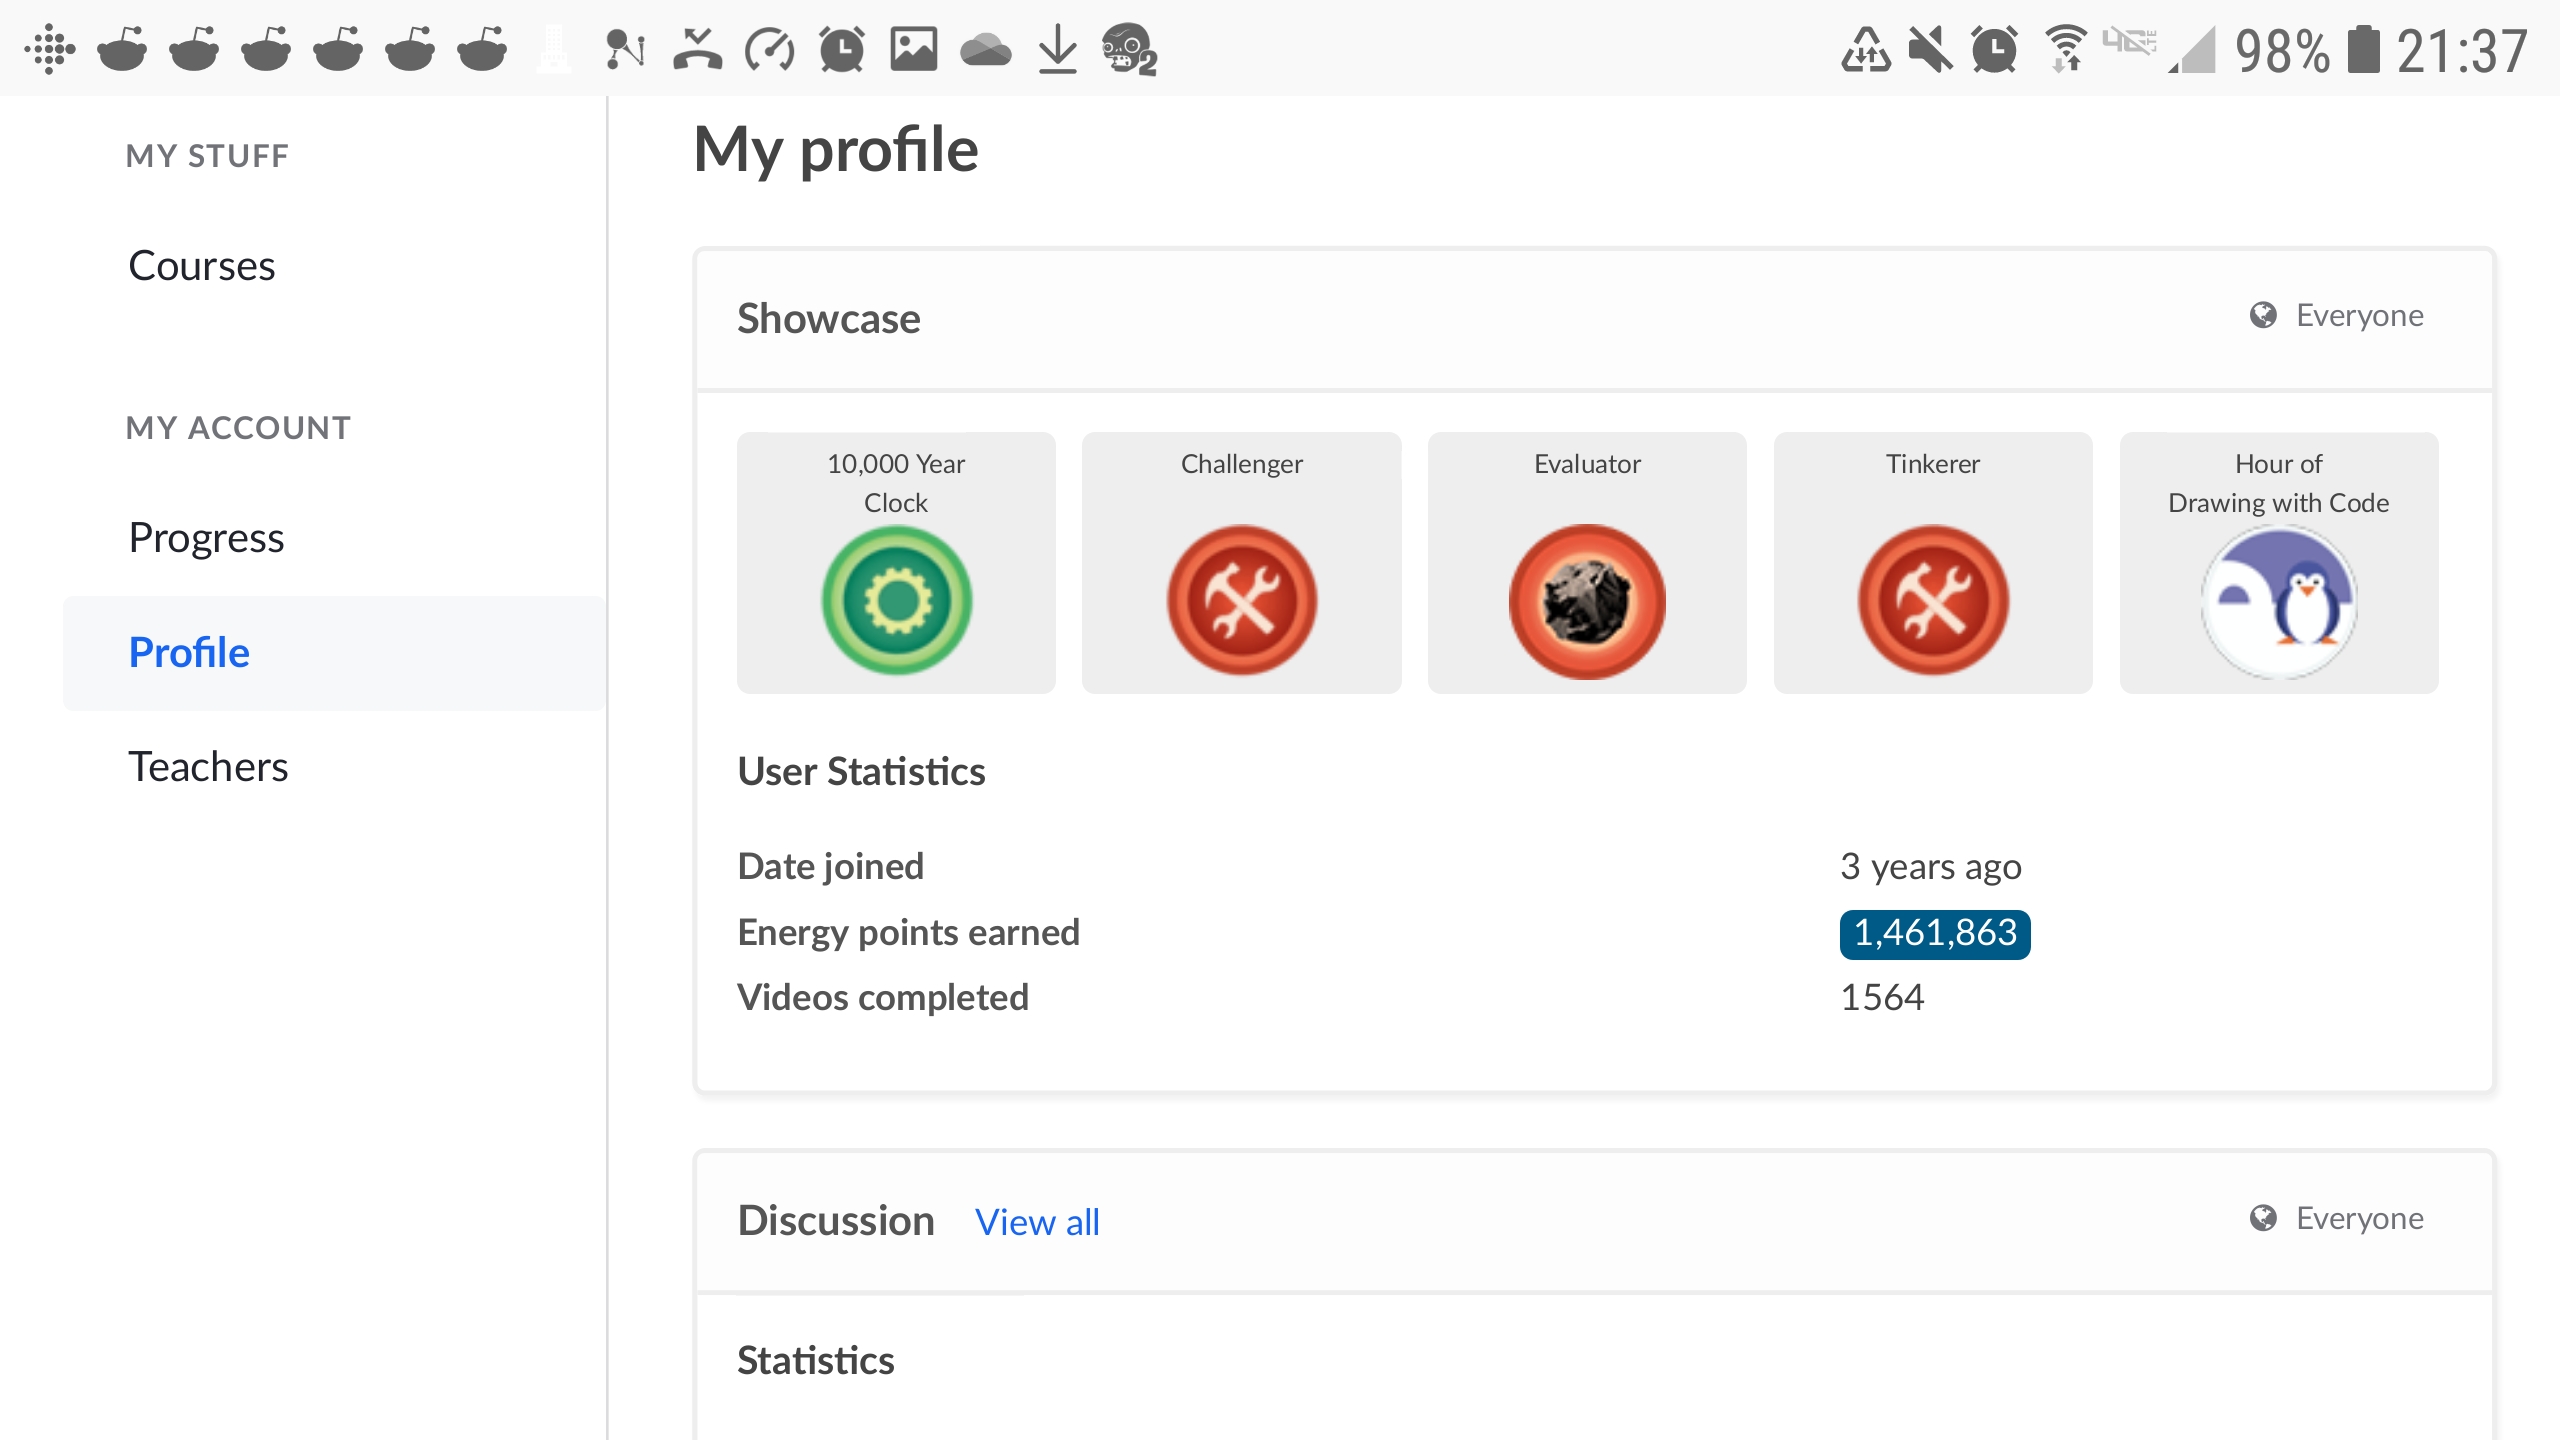 98% 21:37
MY STUFF
Courses
MY ACCOUNT
Progress
Profile
Teachers
My profile
Showcase
Everyone
10,000 Year
Clock
Challenger
Evaluator
Tinkerer
Hour of
Drawing with Code
User Statistics
Date joined 3 years ago
Energy points earned 1,461,863
Videos completed 1564
Discussion View all
Everyone
Statistics